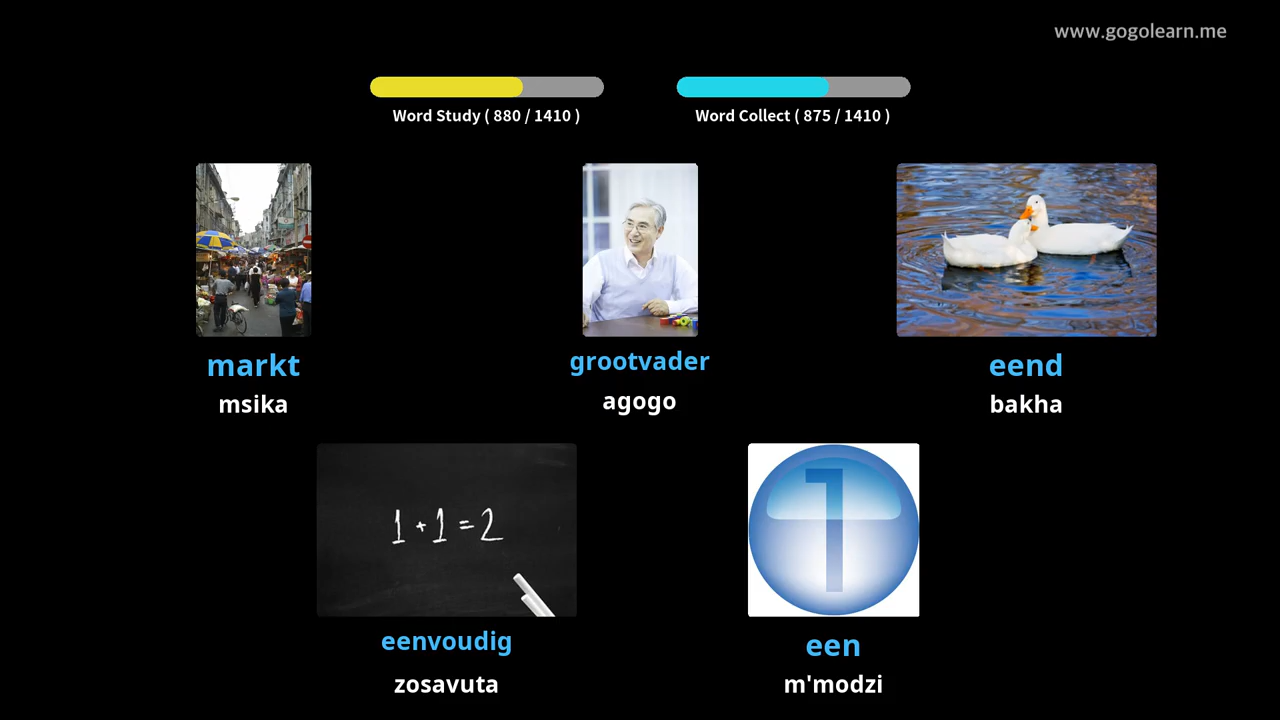 www.gogolearn.me
Word Study ( 880 / 1410 )
Word Collect ( 875 / 1410 )
markt
msika
grootvader
agogo
eend
bakha
1 + 1 = 2
eenvoudig
zosavuta
1
een
m'modzi